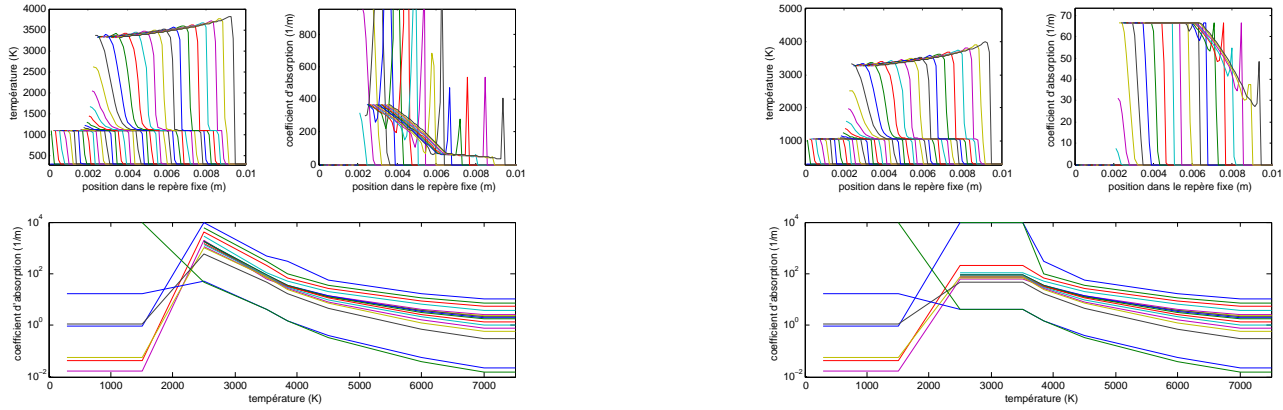 4000
3500
3000
2500
2000
1500
1000
500
température (K)
0 0.002 0.004 0.006 0.008 0.01
position dans le repère fixe (m)
800
600
400
200
0
coefficient d'absorption (1/m)
0 0.002 0.004 0.006 0.008 0.01
position dans le repère fixe (m)
10^4
10^2
10^0
10^-2
coefficient d'absorption (1/m)
0 1000 2000 3000 4000 5000 6000 7000
température (K)
5000
4000
3000
2000
1000
température (K)
0 0.002 0.004 0.006 0.008 0.01
position dans le repère fixe (m)
60
50
40
30
20
10
0
coefficient d'absorption (1/m)
0 0.002 0.004 0.006 0.008 0.01
position dans le repère fixe (m)
10^4
10^2
10^0
10^-2
coefficient d'absorption (1/m)
0 1000 2000 3000 4000 5000 6000 7000
température (K)